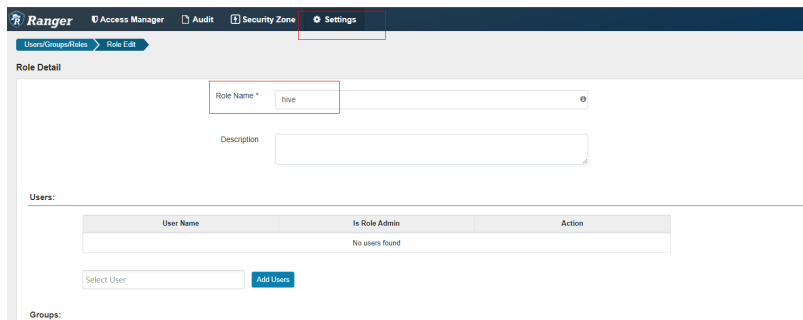 Ranger Access Manager Audit Security Zone Settings
Users/Groups/Roles Role Edit
Role Detail
Role Name * hive
Description
Users:
User Name Is Role Admin Action
No users found
Select User Add Users
Groups: